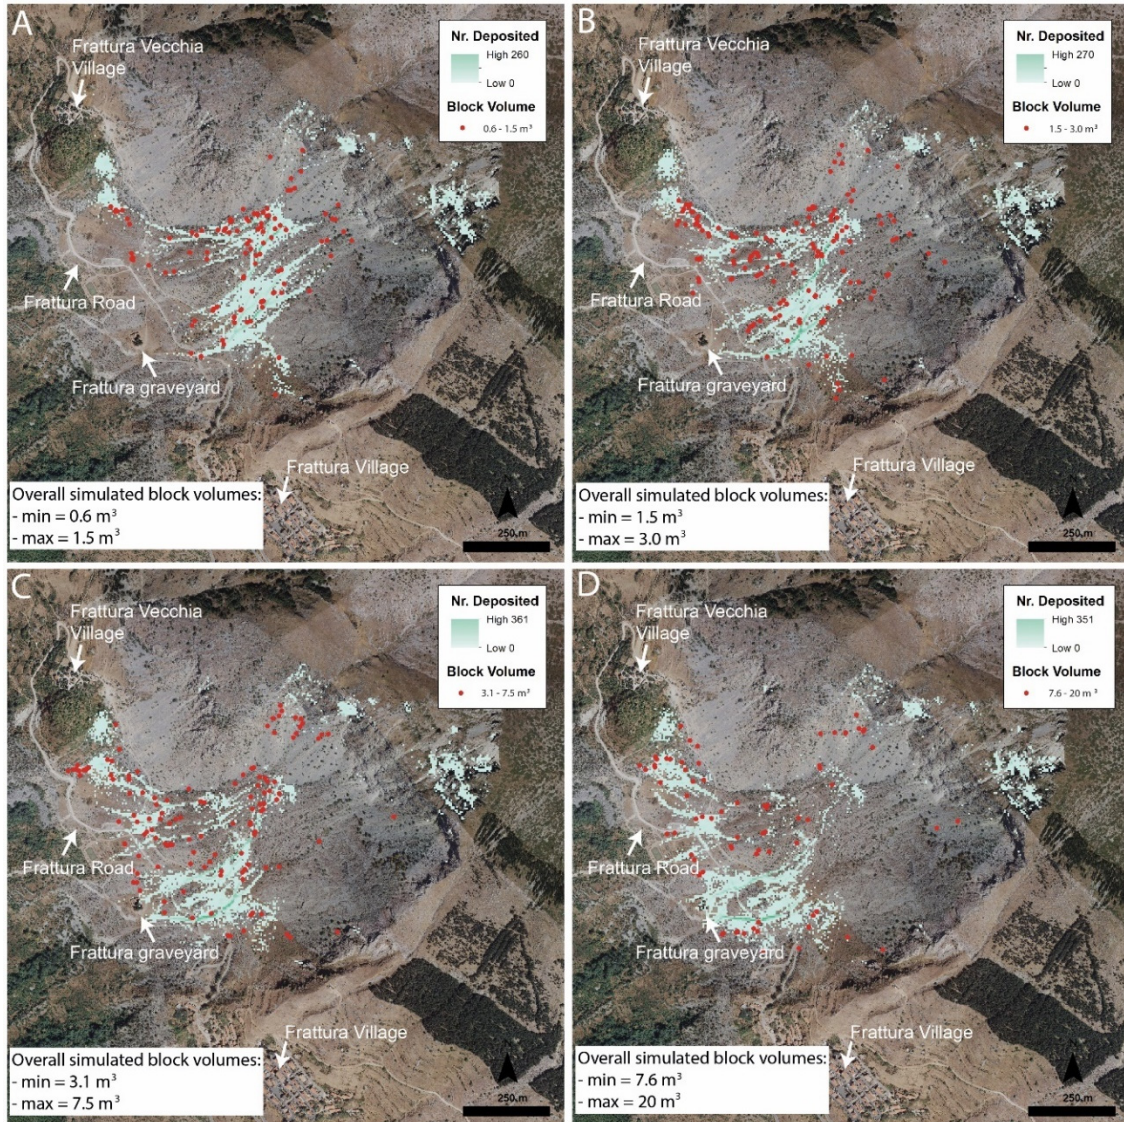 A
Frattura Vecchia
Village
Nr. Deposited
High 260
Low 0
Block Volume
0.6 - 1.5 m³
Frattura Road
Frattura graveyard
Frattura Village
Overall simulated block volumes:
- min = 0.6 m³
- max = 1.5 m³
250 m
B
Frattura Vecchia
Village
Nr. Deposited
High 270
Low 0
Block Volume
1.5 - 3.0 m³
Frattura Road
Frattura graveyard
Frattura Village
Overall simulated block volumes:
- min = 1.5 m³
- max = 3.0 m³
250 m
C
Frattura Vecchia
Village
Nr. Deposited
High 361
Low 0
Block Volume
3.1 - 7.5 m³
Frattura Road
Frattura graveyard
Frattura Village
Overall simulated block volumes:
- min = 3.1 m³
- max = 7.5 m³
250 m
D
Frattura Vecchia
Village
Nr. Deposited
High 351
Low 0
Block Volume
7.6 - 20 m³
Frattura Road
Frattura graveyard
Frattura Village
Overall simulated block volumes:
- min = 7.6 m³
- max = 20 m³
250 m